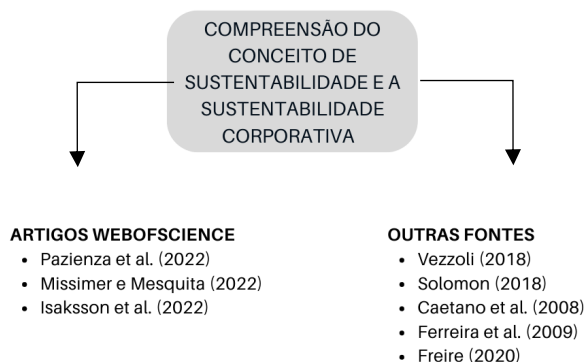 COMPREENSÃO DO
CONCEITO DE
SUSTENTABILIDADE E A
SUSTENTABILIDADE
CORPORATIVA
ARTIGOS WEBOFSCIENCE
• Pazienza et al. (2022)
• Missimer e Mesquita (2022)
• Isaksson et al. (2022)
OUTRAS FONTES
• Vezzoli (2018)
• Solomon (2018)
• Caetano et al. (2008)
• Ferreira et al. (2009)
• Freire (2020)